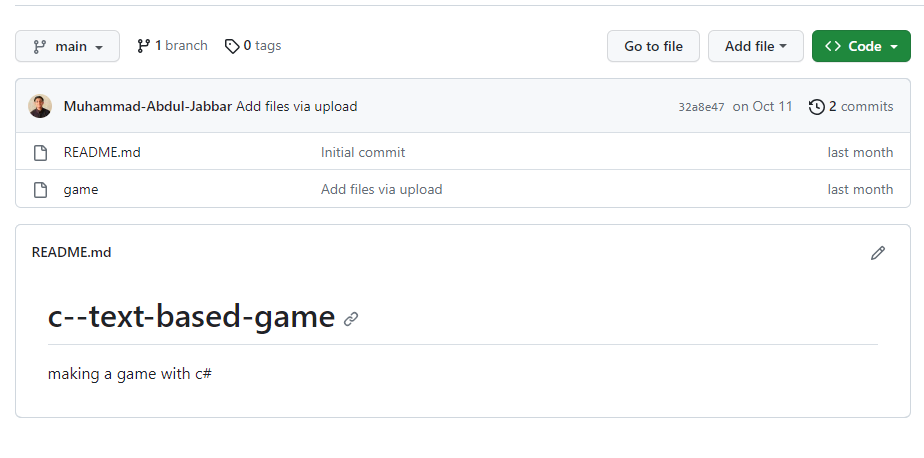 main 1 branch 0 tags Go to file Add file Code
Muhammad-Abdul-Jabbar Add files via upload 32a8e47 on Oct 11 2 commits
README.md Initial commit last month
game Add files via upload last month
README.md
c--text-based-game
making a game with c#